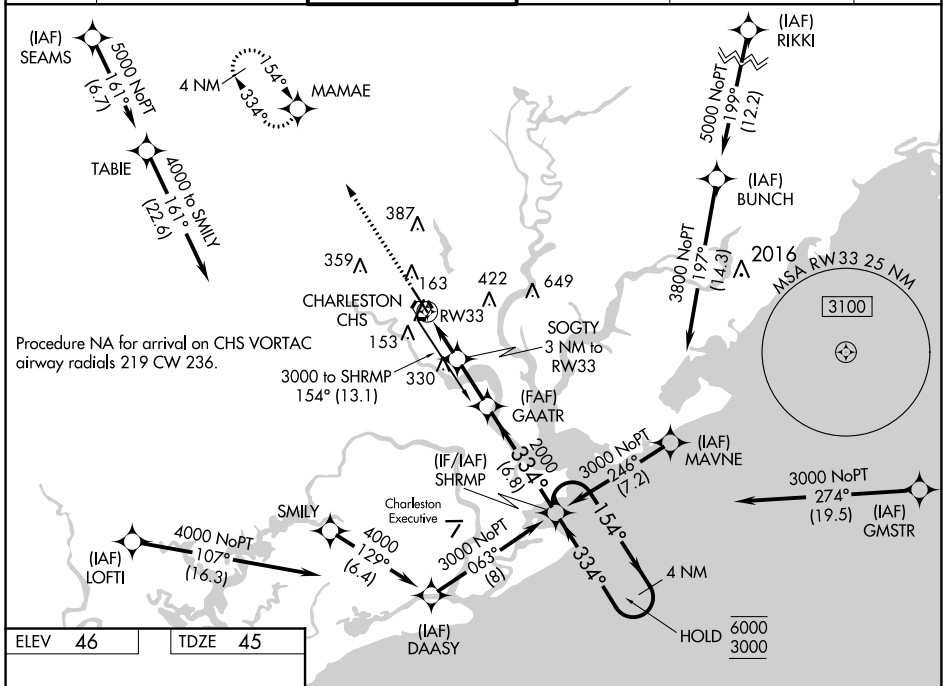 (IAF)
SEAMS
5000 NoPT
161°
(6.7)
TABIE
4000 to SMILY
161°
(22.6)
4 NM
154°
334°
MAMAE
(IAF)
RIKKI
5000 NoPT
199°
(12.2)
(IAF)
BUNCH
3800 NoPT
197°
(14.3)
2016
MSA RW33 25 NM
3100
387
359
163
422
649
CHARLESTON
CHS
RW33
153
330
Procedure NA for arrival on CHS VORTAC
airway radials 219 CW 236.
3000 to SHRMP
154° (13.1)
SOGTY
3 NM to
RW33
(FAF)
GAATR
2000
334°
(6.8)
(IF/IAF)
SHRMP
3000 NoPT
246°
(7.2)
(IAF)
MAVNE
3000 NoPT
274°
(19.5)
(IAF)
GMSTR
SMILY
Charleston
Executive
(IAF)
LOFTI
4000 NoPT
107°
(16.3)
4000
129°
(6.4)
3000 NoPT
063°
(8)
(IAF)
DAASY
154°
334°
4 NM
HOLD
6000
3000
ELEV 46
TDZE 45